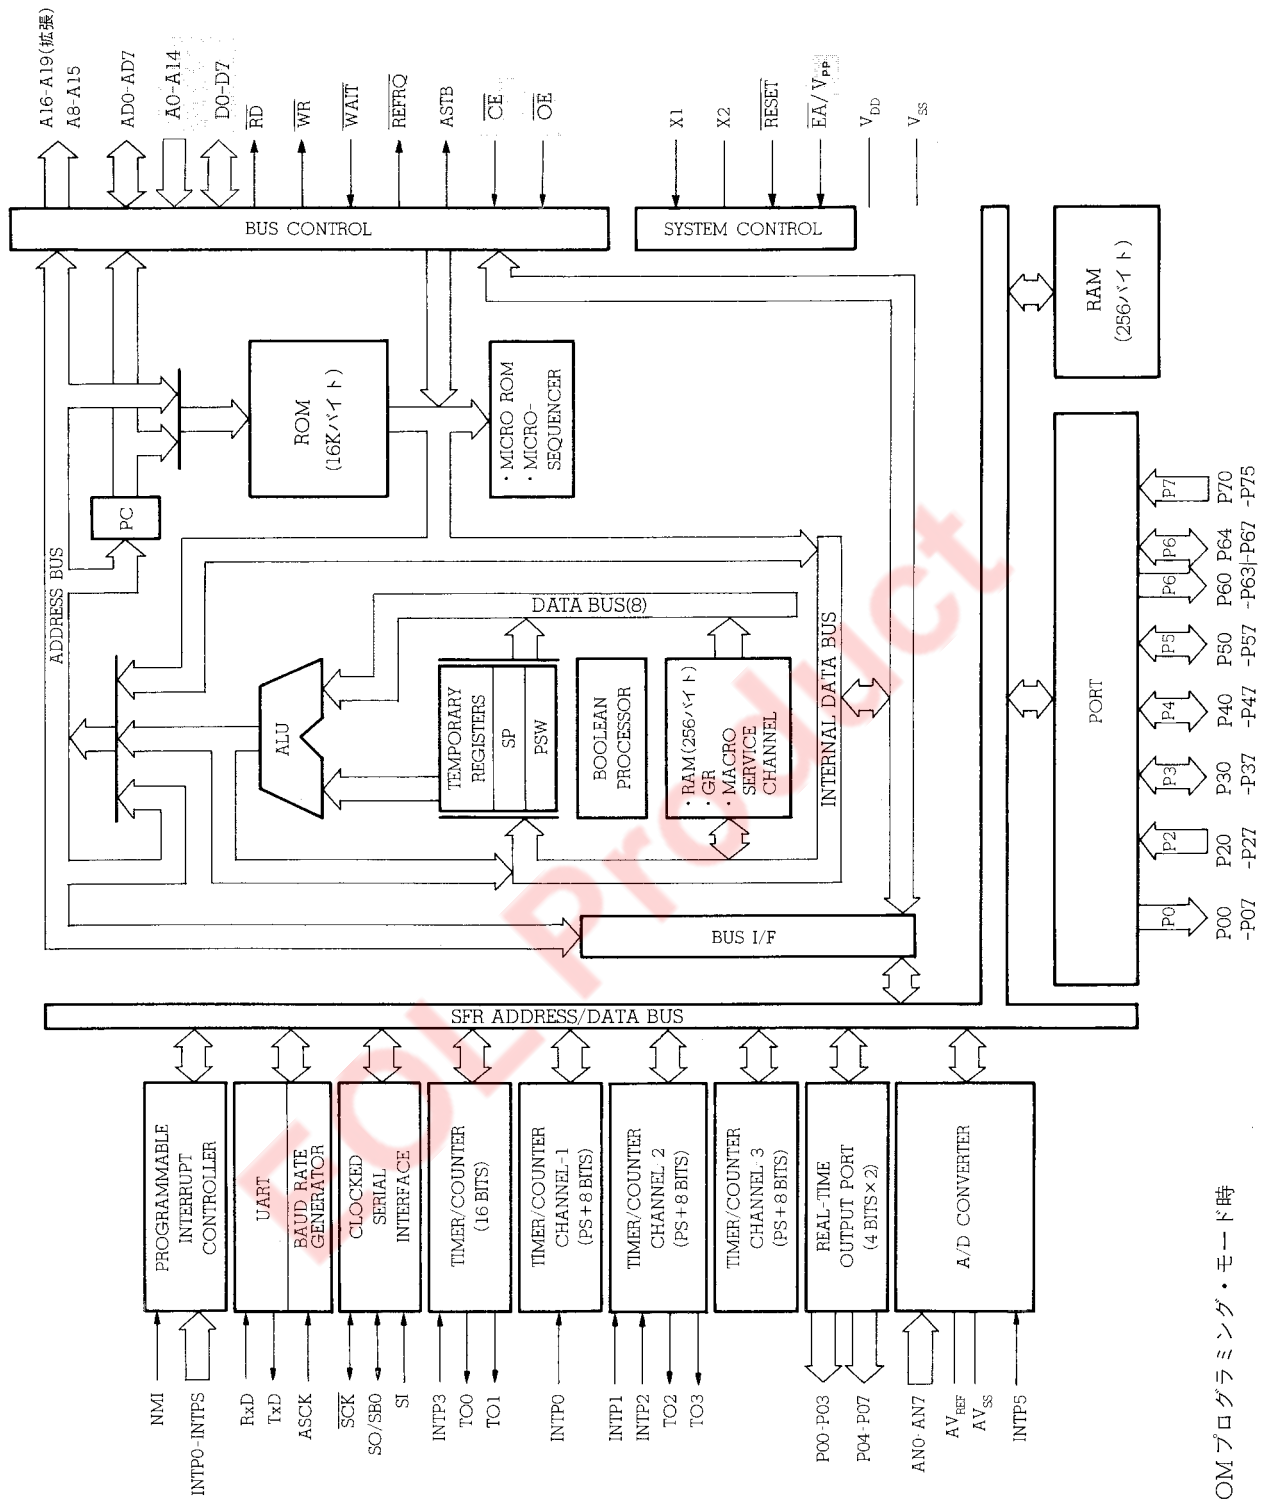 NMI
INTP0-INTPS
PROGRAMMABLE
INTERRUPT
CONTROLLER
RxD
TxD
ASCK
UART
BAUD RATE
GENERATOR
SCK
SO/SB0
SI
CLOCKED
SERIAL
INTERFACE
INTP3
TO0
TO1
TIMER/COUNTER
(16 BITS)
INTP0
TIMER/COUNTER
CHANNEL-1
(PS+8 BITS)
INTP1
INTP2
TO2
TO3
TIMER/COUNTER
CHANNEL 2
(PS+8 BITS)
TIMER/COUNTER
CHANNEL 3
(PS+8 BITS)
P00-P03
P04-P07
REAL-TIME
OUTPUT PORT
(4 BITS×2)
AN0-AN7
AVREF
AVSS
INTP5
A/D CONVERTER
SFR ADDRESS/DATA BUS
BUS I/F
ADDRESS BUS
PC
ALU
TEMPORARY
REGISTERS
SP
PSW
BOOLEAN
PROCESSOR
・RAM(256バイト)
・GR
・MACRO
SERVICE
CHANNEL
DATA BUS(8)
INTERNAL DATA BUS
ROM
(16Kバイト)
・MICRO ROM
・MICRO-
SEQUENCER
BUS CONTROL
A16-A19(拡張)
A8-A15
AD0-AD7
A0-A14
D0-D7
RD
WR
WAIT
REFRQ
ASTB
CE
OE
SYSTEM CONTROL
X1
X2
RESET
EA/VPP
VDD
VSS
RAM
(256バイト)
PORT
P0
P2
P3
P4
P5
P6
P6
P7
P00
-P07
P20
-P27
P30
-P37
P40
-P47
P50
-P57
P60
-P63
P64
-P67
P70
-P75
OMプログラミング・モード時
EOL Product